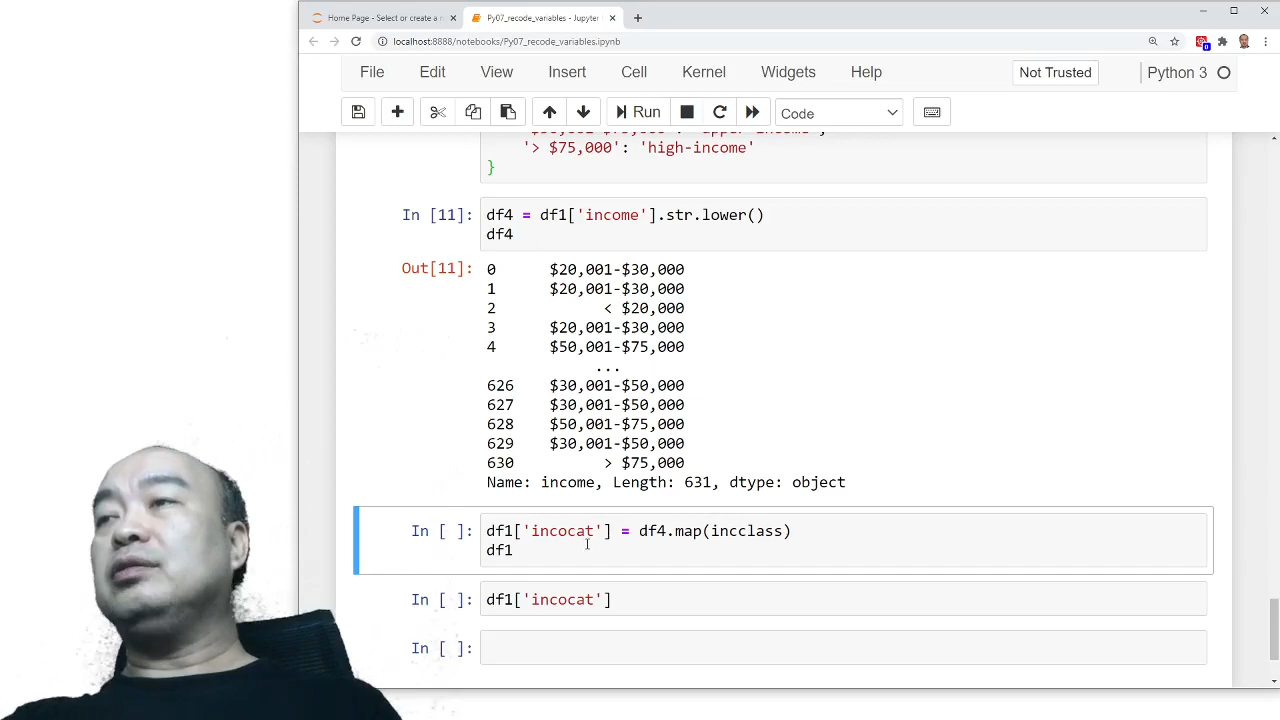 Home Page - Select or create a n
Py07_recode_variables - Jupyter
localhost:8888/notebooks/Py07_recode_variables.ipynb
File Edit View Insert Cell Kernel Widgets Help Not Trusted Python 3
Run Code
'> $75,000': 'high-income'
}
In [11]: df4 = df1['income'].str.lower()
df4
Out[11]: 0 $20,001-$30,000
1 $20,001-$30,000
2 < $20,000
3 $20,001-$30,000
4 $50,001-$75,000
...
626 $30,001-$50,000
627 $30,001-$50,000
628 $50,001-$75,000
629 $30,001-$50,000
630 > $75,000
Name: income, Length: 631, dtype: object
In [ ]: df1['incocat'] = df4.map(incclass)
df1
In [ ]: df1['incocat']
In [ ]: